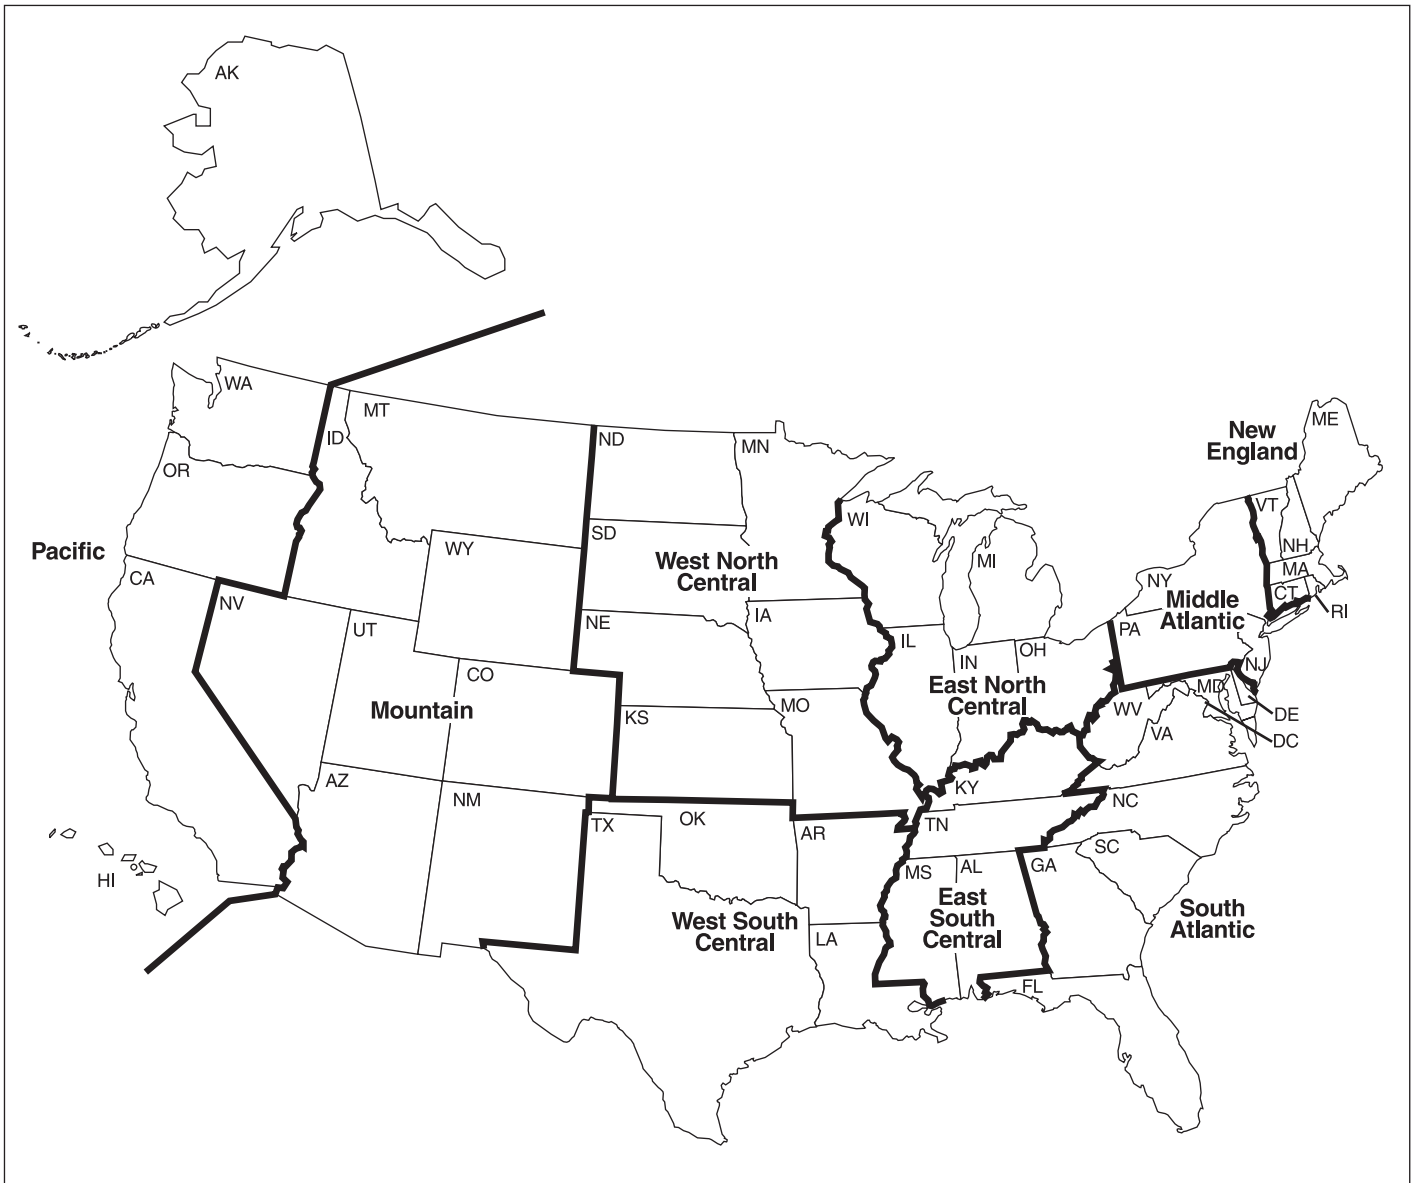 AK
WA
MT
ID
ND
MN
ME
New
England
OR
VT
WI
SD
Pacific
WY
West North
Central
MI
NH
MA
CA
NY
CT
NV
Middle
Atlantic
RI
IA
NE
UT
PA
IL
OH
IN
NJ
CO
East North
Central
MD
Mountain
MO
WV
DE
KS
VA
DC
AZ
KY
NM
NC
TX
OK
TN
AR
SC
MS
AL
GA
HI
East
South
Central
South
Atlantic
West South
Central
LA
FL